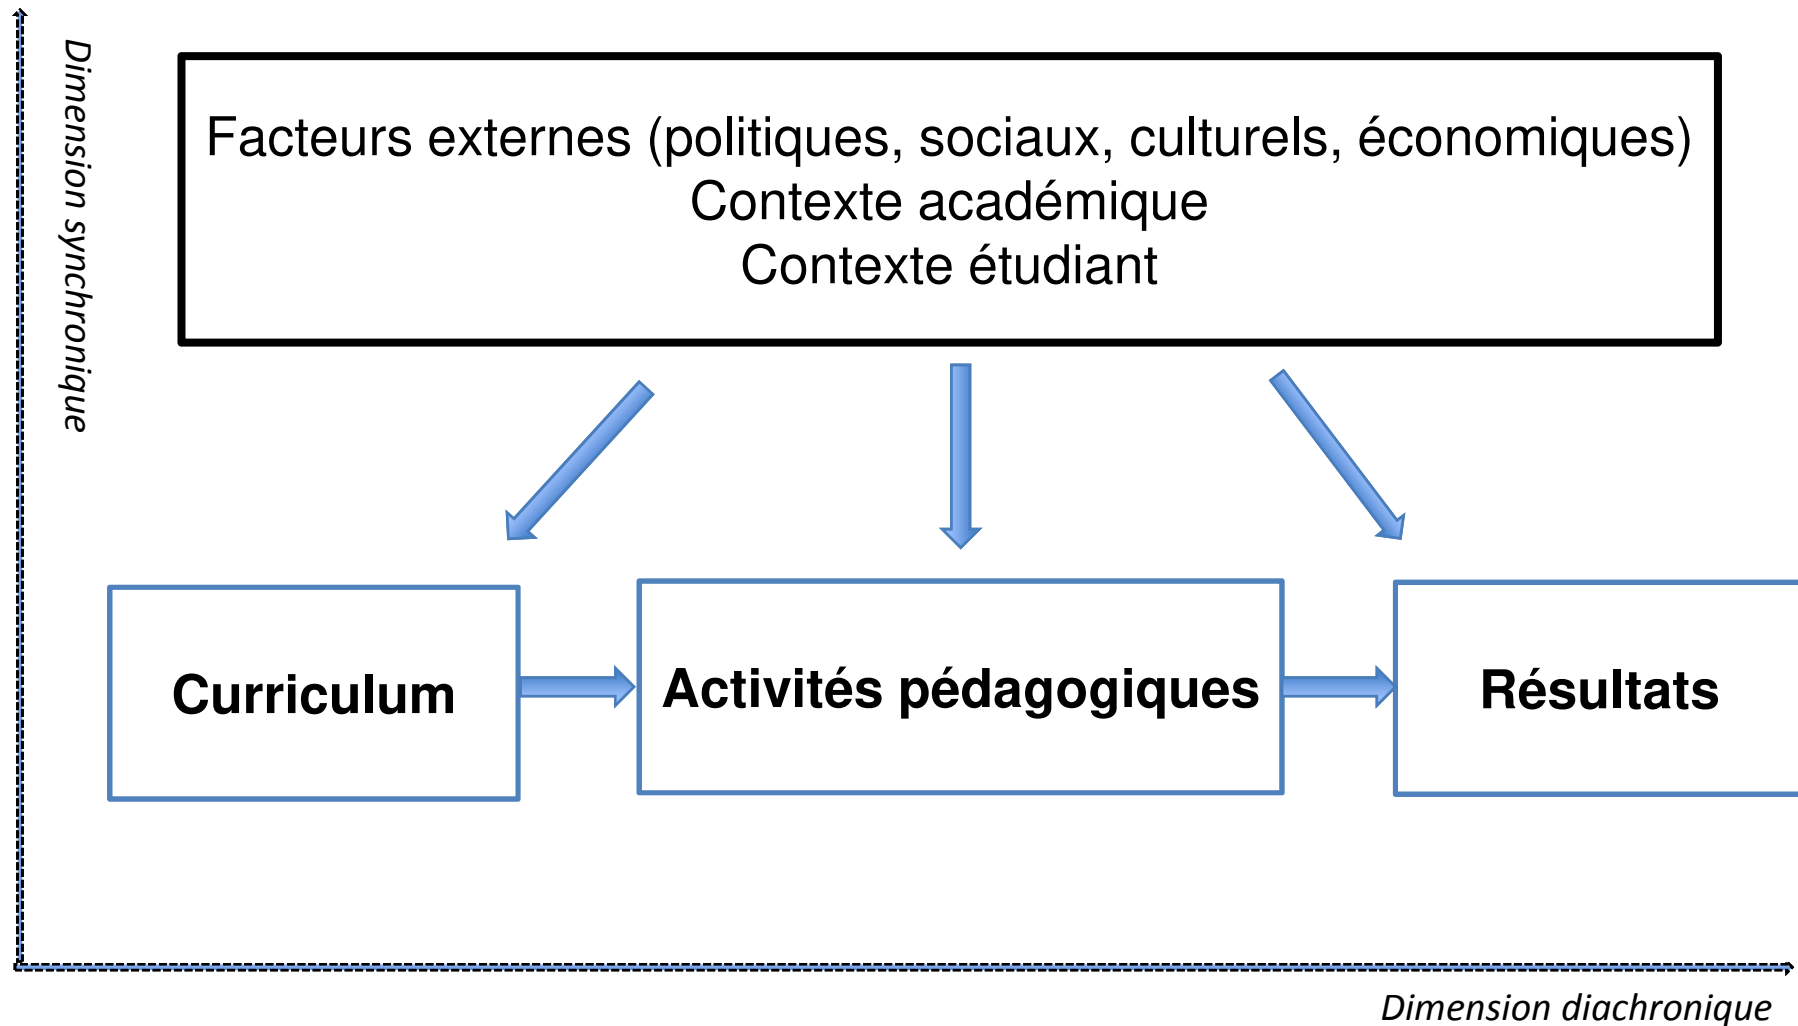 Dimension synchronique
Facteurs externes (politiques, sociaux, culturels, économiques)
Contexte académique
Contexte étudiant
Curriculum
Activités pédagogiques
Résultats
Dimension diachronique